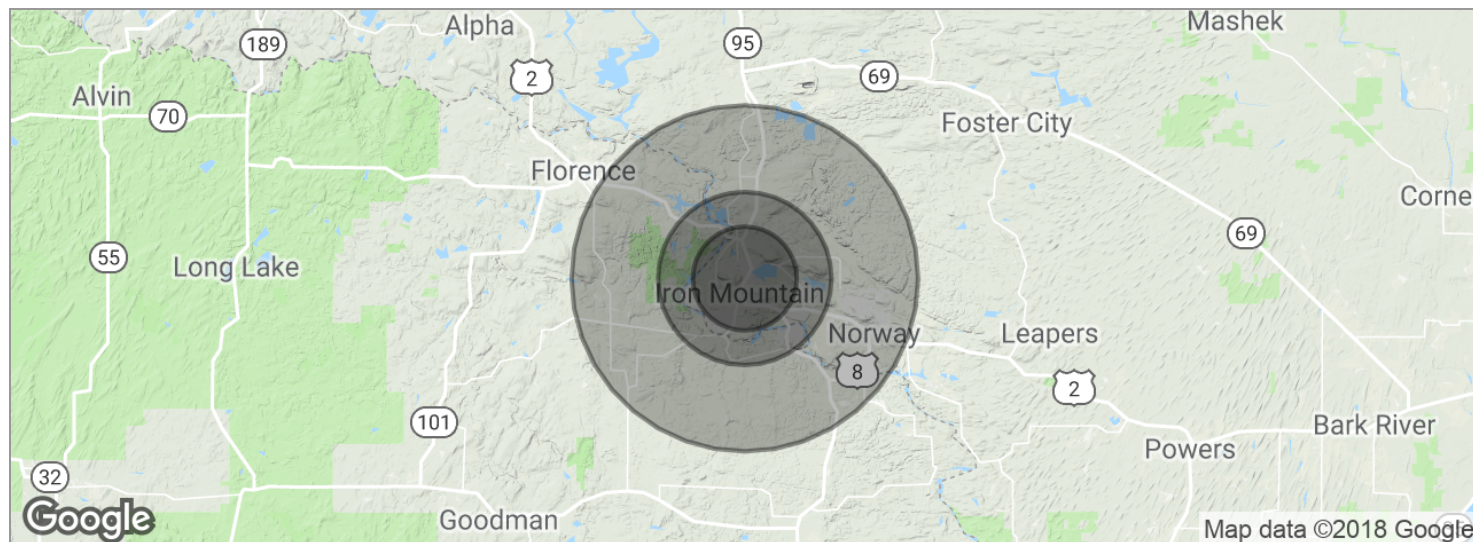 Alpha
189
95
Mashek
2
69
Alvin
70
Foster City
Florence
Corne
69
55
Long Lake
Iron Mountain
Norway
Leapers
8
2
101
Bark River
Powers
32
Goodman
Google
Map data ©2018 Google